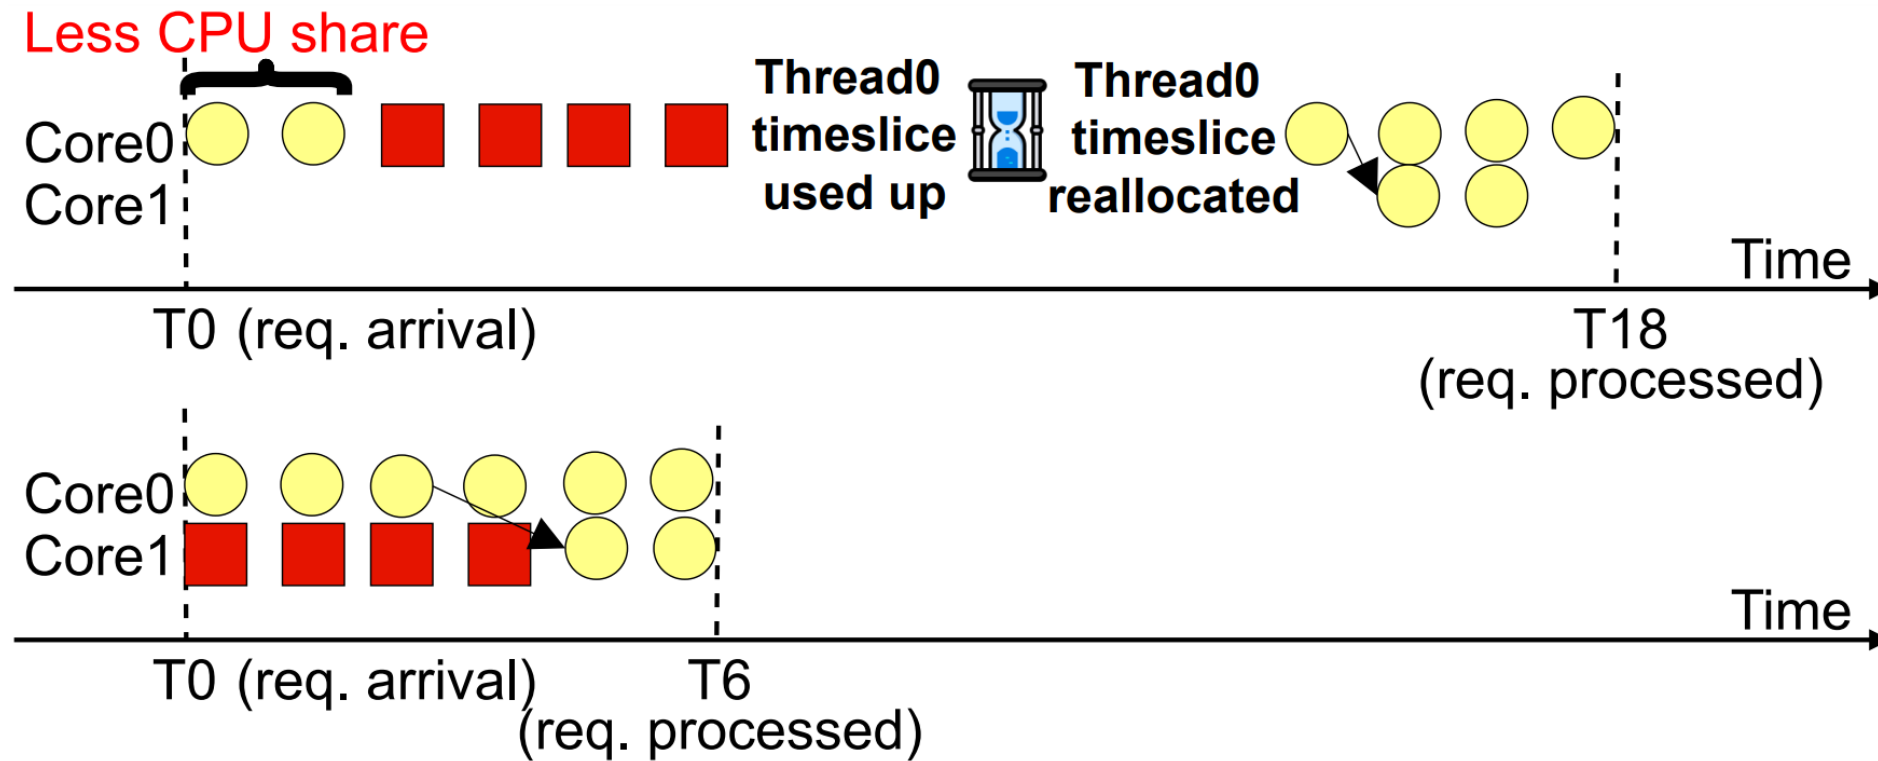 Less CPU share
Thread0
timeslice
used up
Thread0
timeslice
reallocated
Core0
Core1
Time
T0 (req. arrival)
T18
(req. processed)
Core0
Core1
Time
T0 (req. arrival)
T6
(req. processed)